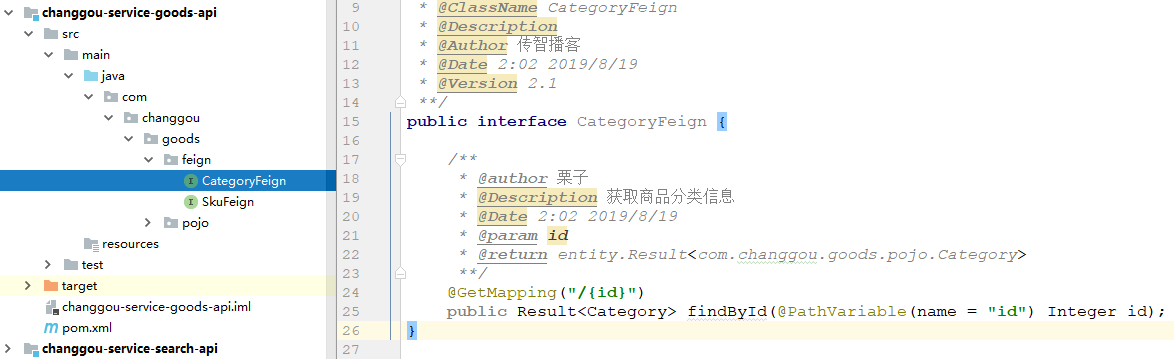 changgou-service-goods-api
src
main
java
com
changgou
goods
feign
CategoryFeign
SkuFeign
pojo
resources
test
target
changgou-service-goods-api.iml
pom.xml
changgou-service-search-api
9 * @ClassName CategoryFeign
10 * @Description
11 * @Author 传智播客
12 * @Date 2:02 2019/8/19
13 * @Version 2.1
14 **/
15 public interface CategoryFeign {
16
17 /**
18 * @author 栗子
19 * @Description 获取商品分类信息
20 * @Date 2:02 2019/8/19
21 * @param id
22 * @return entity.Result<com.changgou.goods.pojo.Category>
23 **/
24 @GetMapping("/{id}")
25 public Result<Category> findById(@PathVariable(name = "id") Integer id);
26 }
27